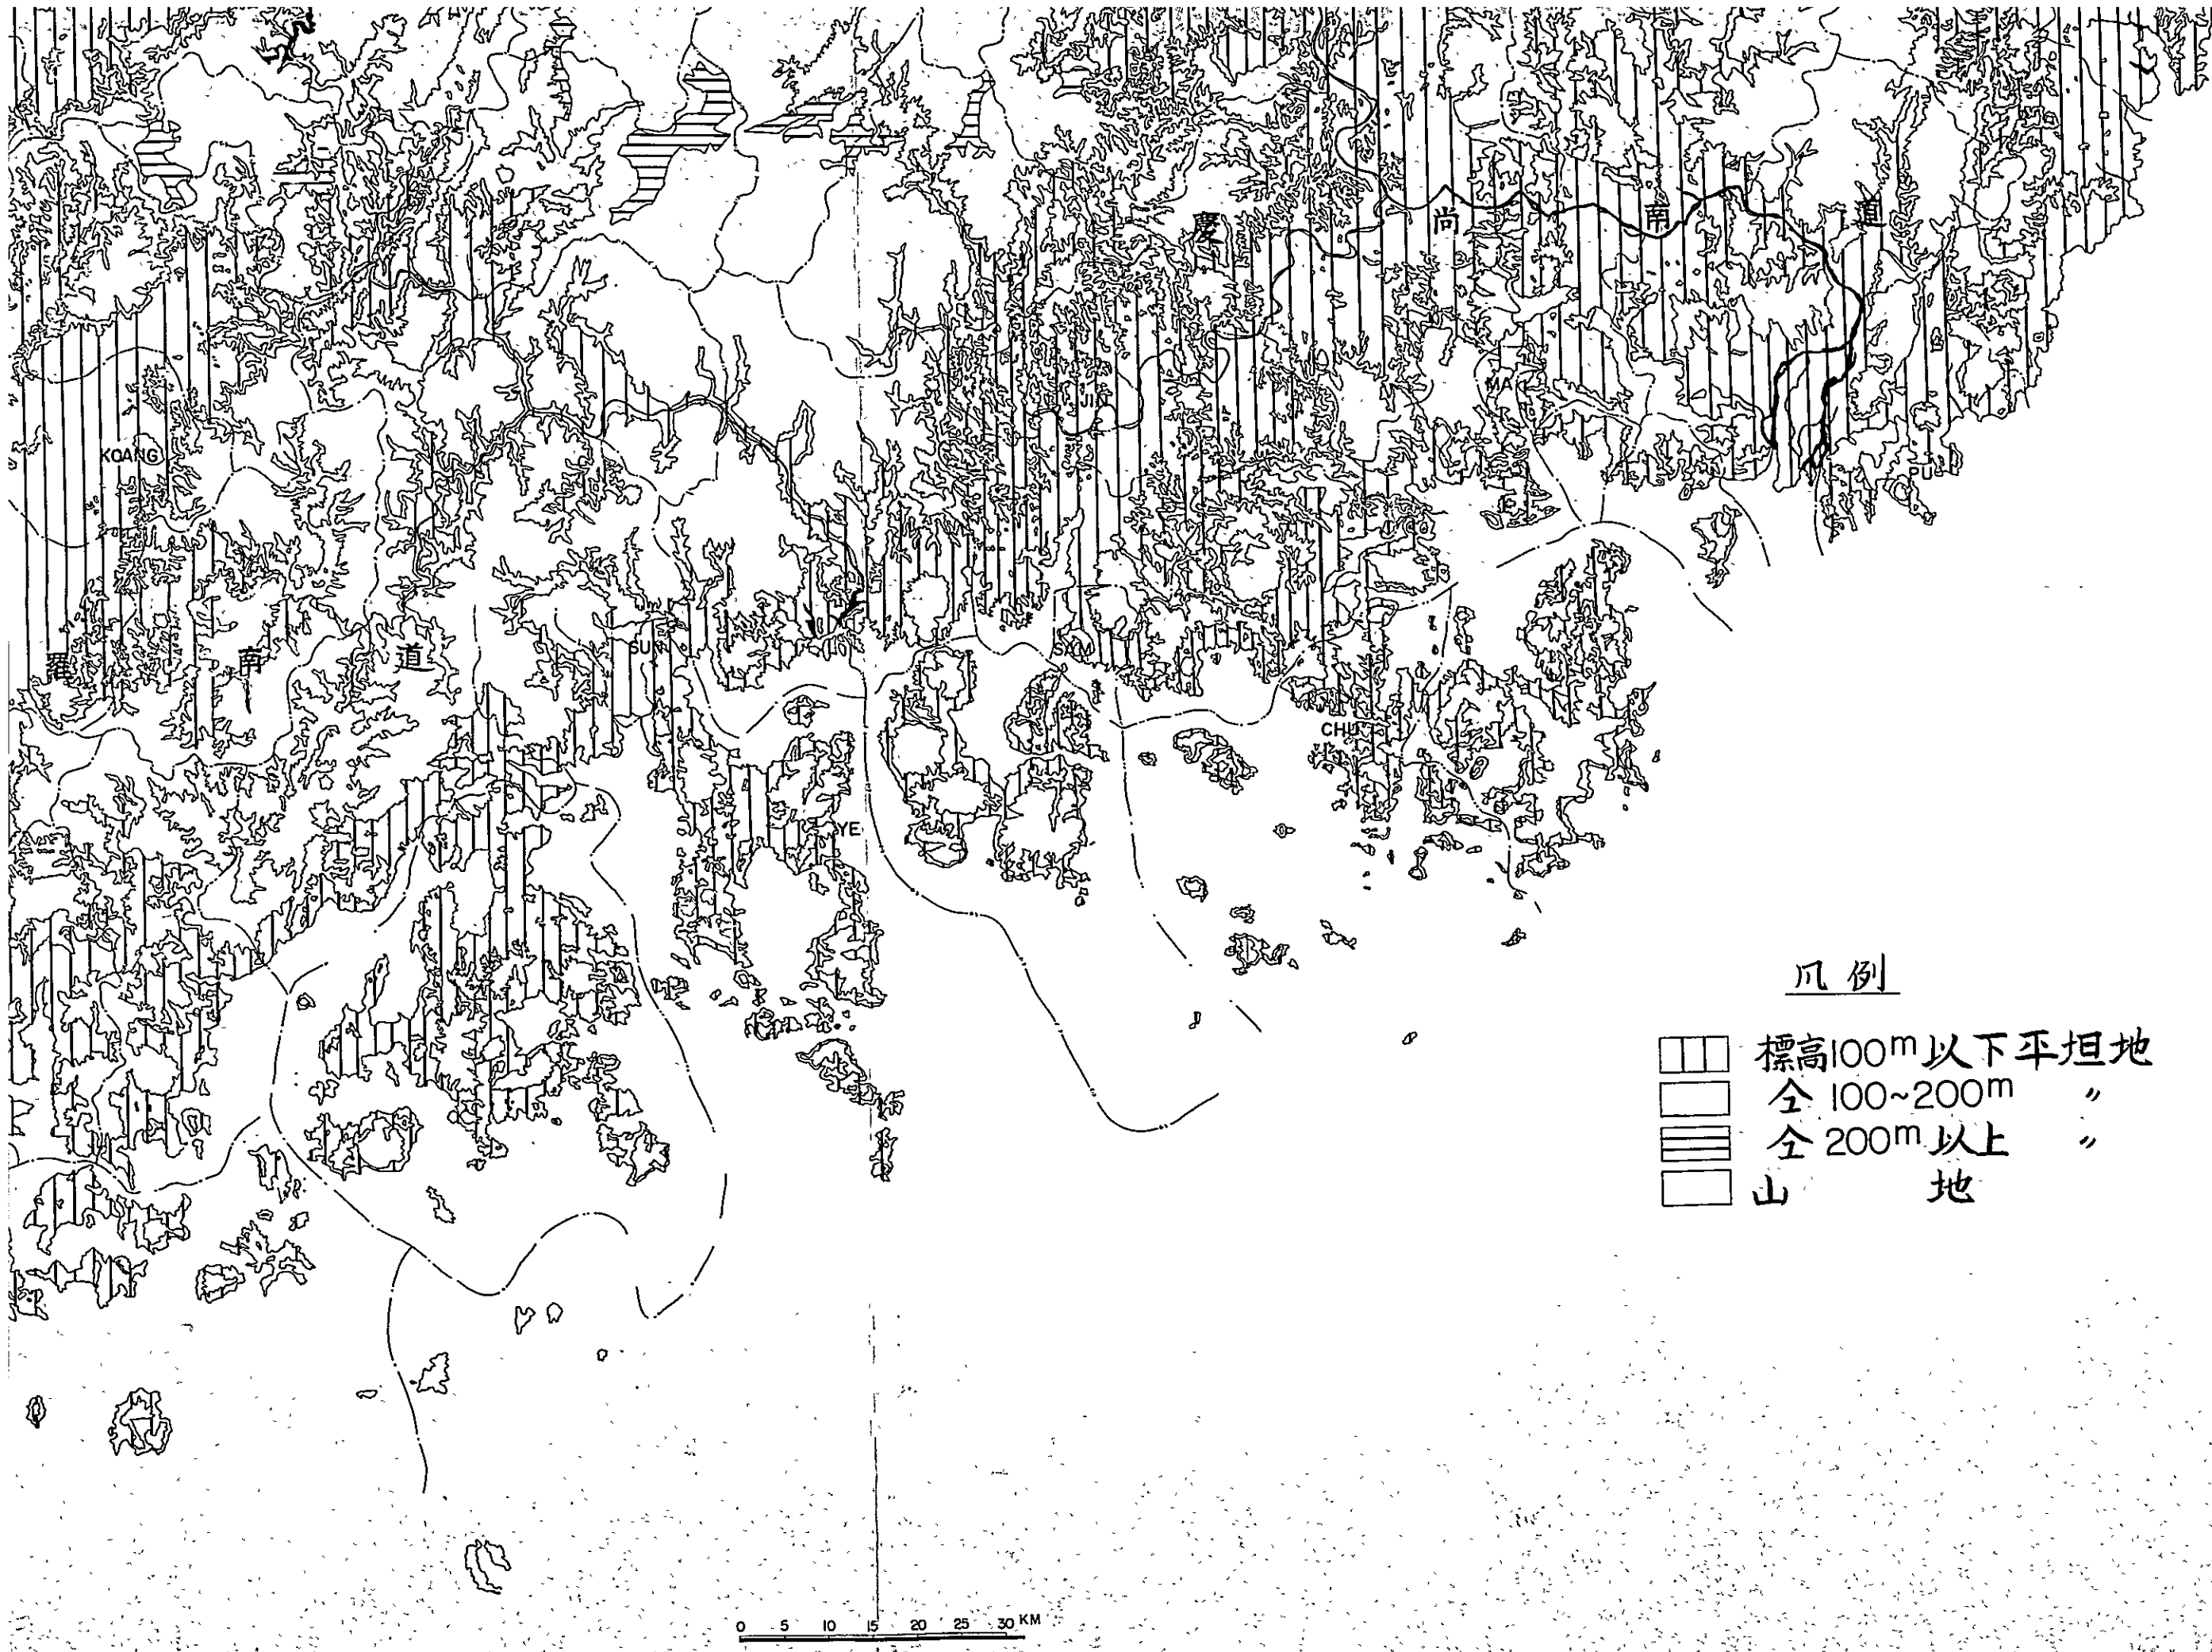 慶 尚 南 道
JIN
MA
KOANG
PU
CO
SUN
羅 南 道
SAM
CHU
YE
凡例
標高100m以下平坦地
仝 100~200m 〃
仝 200m以上 〃
山 地
0 5 10 15 20 25 30 KM